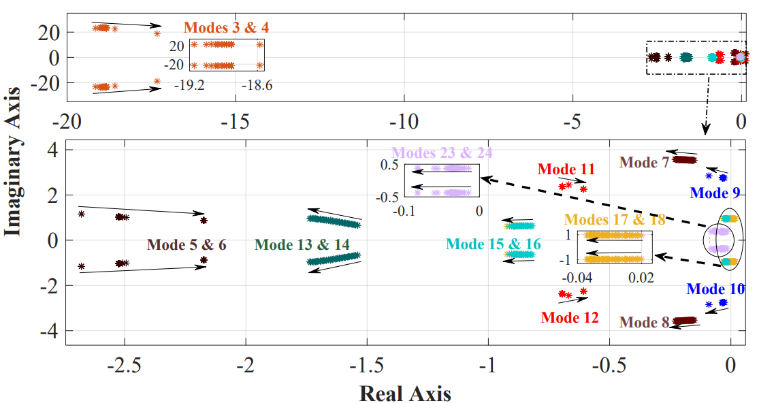 Modes 3 & 4
20
0
-20
20
-20
-19.2
-18.6
-20
-15
-10
-5
0
Imaginary Axis
4
2
0
-2
-4
Modes 23 & 24
0.5
-0.5
-0.1
0
Mode 11
Mode 7
Mode 9
Modes 17 & 18
1
-1
-0.04
0.02
Mode 5 & 6
Mode 13 & 14
Mode 15 & 16
Mode 10
Mode 12
Mode 8
-2.5
-2
-1.5
-1
-0.5
0
Real Axis